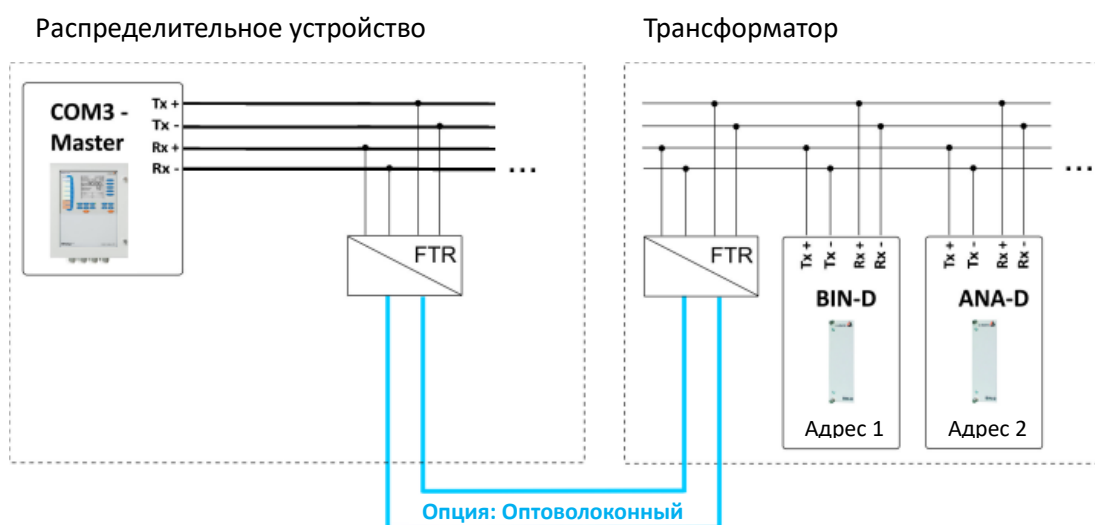 Распределительное устройство
Трансформатор
COM3 -
Master
Tx +
Tx -
Rx +
Rx -
...
FTR
...
FTR
Tx +
Tx -
Rx +
Rx -
BIN-D
Адрес 1
Tx +
Tx -
Rx +
Rx -
ANA-D
Адрес 2
Опция: Оптоволоконный